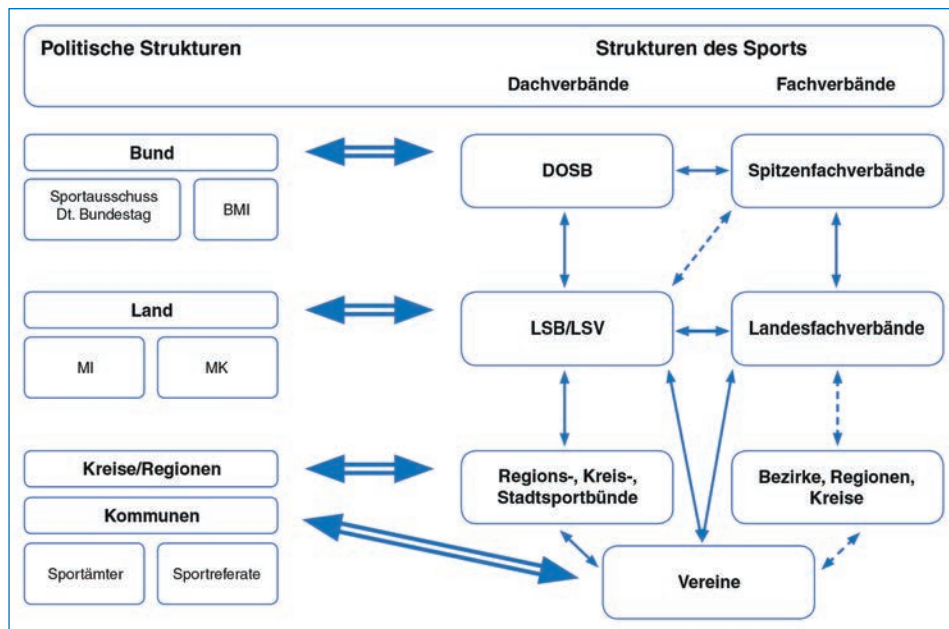 Politische Strukturen
Strukturen des Sports
Dachverbände
Fachverbände
Bund
Sportausschuss
Dt. Bundestag
BMI
DOSB
Spitzenfachverbände
Land
MI
MK
LSB/LSV
Landesfachverbände
Kreise/Regionen
Kommunen
Sportämter
Sportreferate
Regions-, Kreis-,
Stadtsportbünde
Bezirke, Regionen,
Kreise
Vereine